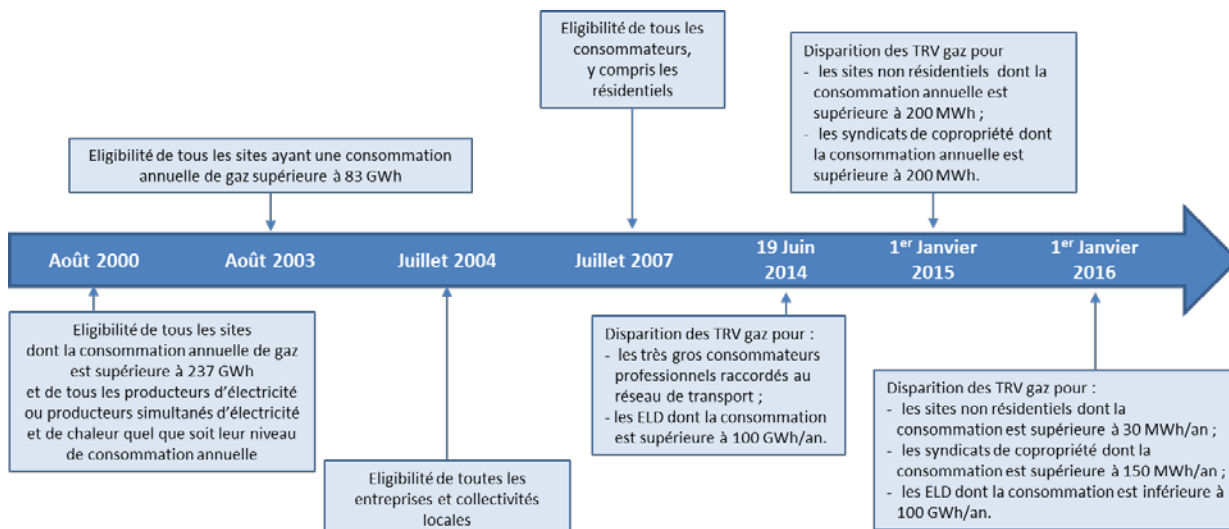 Eligibilité de tous les
consommateurs,
y compris les
résidentiels
Disparition des TRV gaz pour
- les sites non résidentiels dont la
consommation annuelle est
supérieure à 200 MWh ;
- les syndicats de copropriété dont
la consommation annuelle est
supérieure à 200 MWh.
Eligibilité de tous les sites ayant une consommation
annuelle de gaz supérieure à 83 GWh
Août 2000
Août 2003
Juillet 2004
Juillet 2007
19 Juin
2014
1er Janvier
2015
1er Janvier
2016
Eligibilité de tous les sites
dont la consommation annuelle de gaz
est supérieure à 237 GWh
et de tous les producteurs d'électricité
ou producteurs simultanés d'électricité
et de chaleur quel que soit leur niveau
de consommation annuelle
Eligibilité de toutes les
entreprises et collectivités
locales
Disparition des TRV gaz pour :
- les très gros consommateurs
professionnels raccordés au
réseau de transport ;
- les ELD dont la consommation
est supérieure à 100 GWh/an.
Disparition des TRV gaz pour :
- les sites non résidentiels dont la
consommation est supérieure à 30 MWh/an ;
- les syndicats de copropriété dont la
consommation est supérieure à 150 MWh/an ;
- les ELD dont la consommation est inférieure à
100 GWh/an.